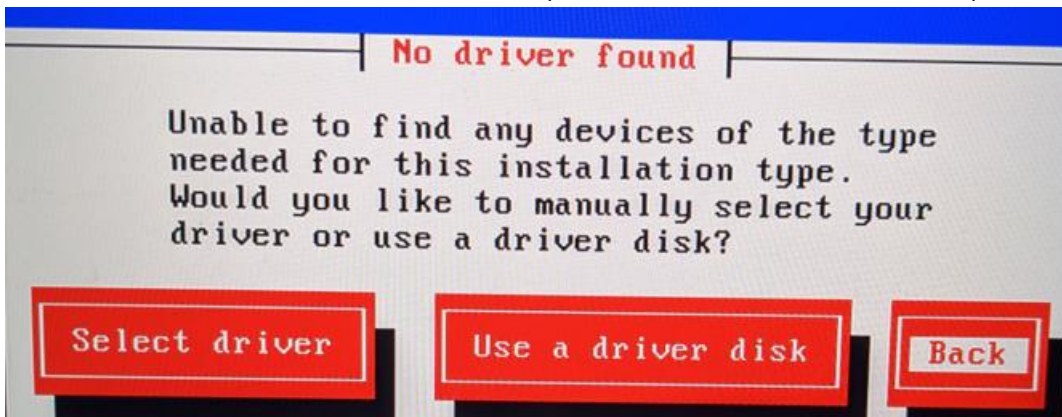 No driver found
Unable to find any devices of the type
needed for this installation type.
Would you like to manually select your
driver or use a driver disk?
Select driver
Use a driver disk
Back